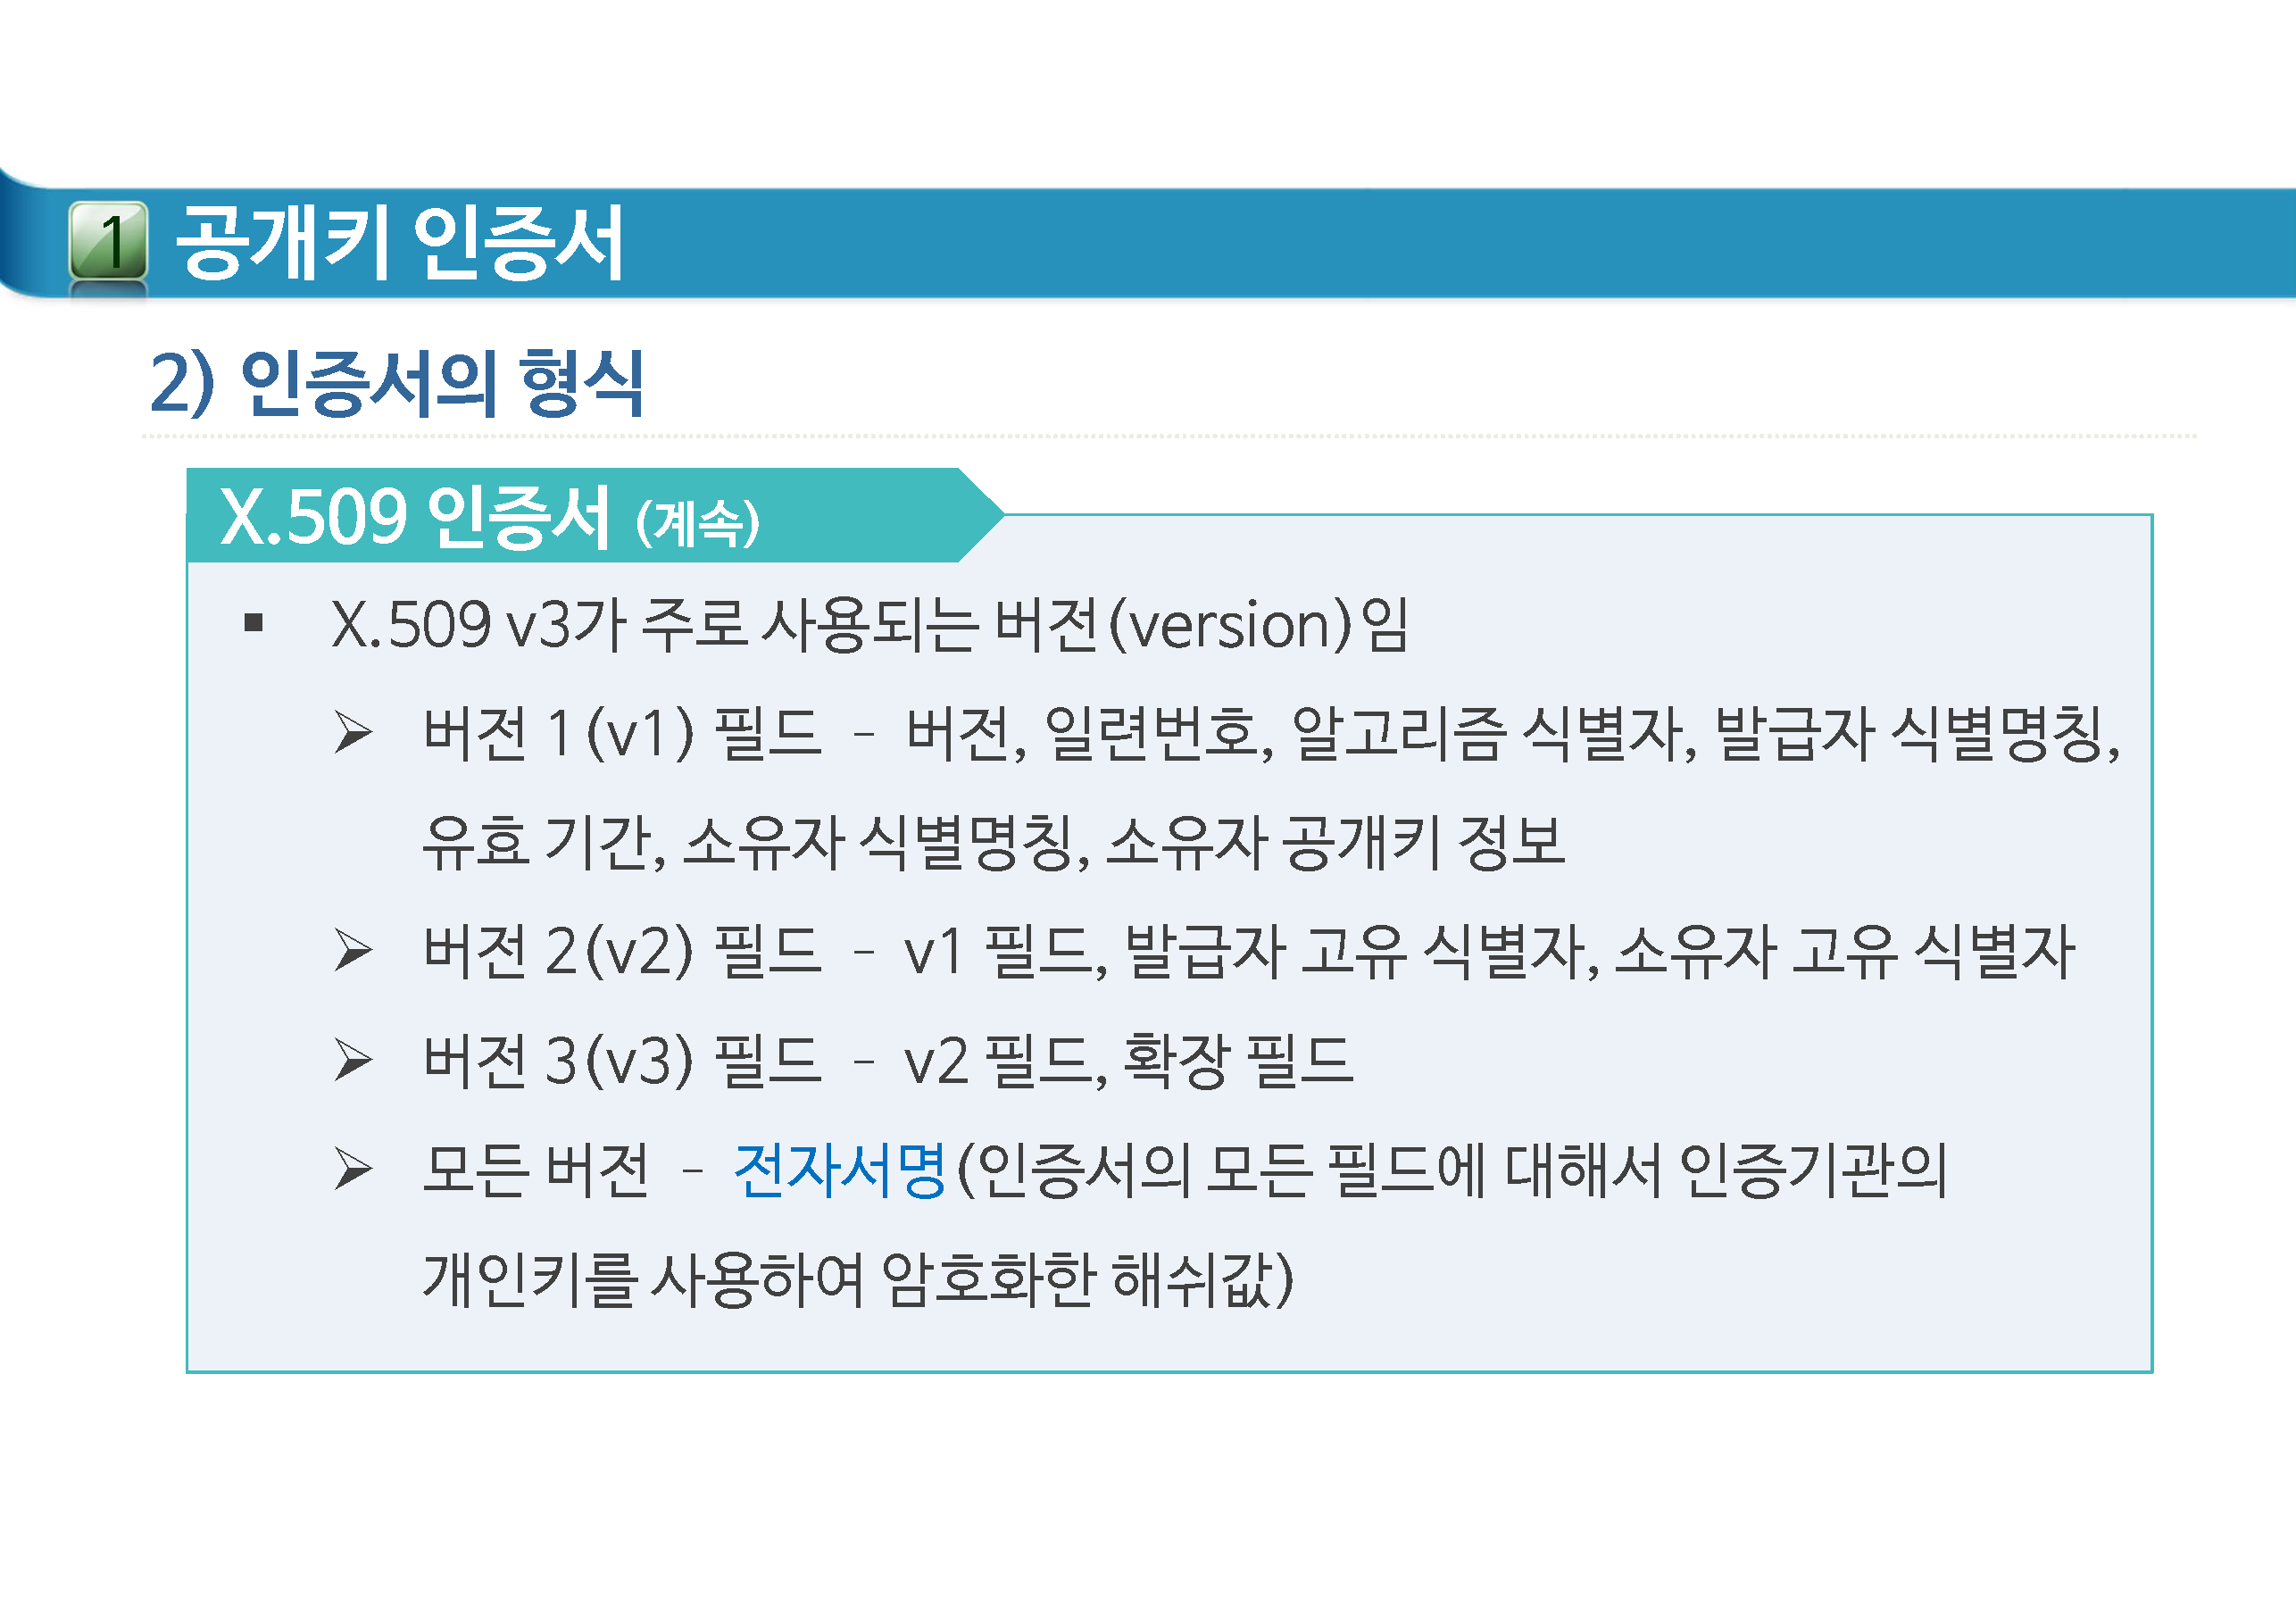 1 공개키 인증서
2) 인증서의 형식
X.509 인증서 (계속)
▪ X.509 v3가 주로 사용되는 버전(version)임
➢ 버전 1(v1) 필드 - 버전, 일련번호, 알고리즘 식별자, 발급자 식별명칭,
유효 기간, 소유자 식별명칭, 소유자 공개키 정보
➢ 버전 2(v2) 필드 - v1 필드, 발급자 고유 식별자, 소유자 고유 식별자
➢ 버전 3(v3) 필드 - v2 필드, 확장 필드
➢ 모든 버전 - 전자서명(인증서의 모든 필드에 대해서 인증기관의
개인키를 사용하여 암호화한 해쉬값)